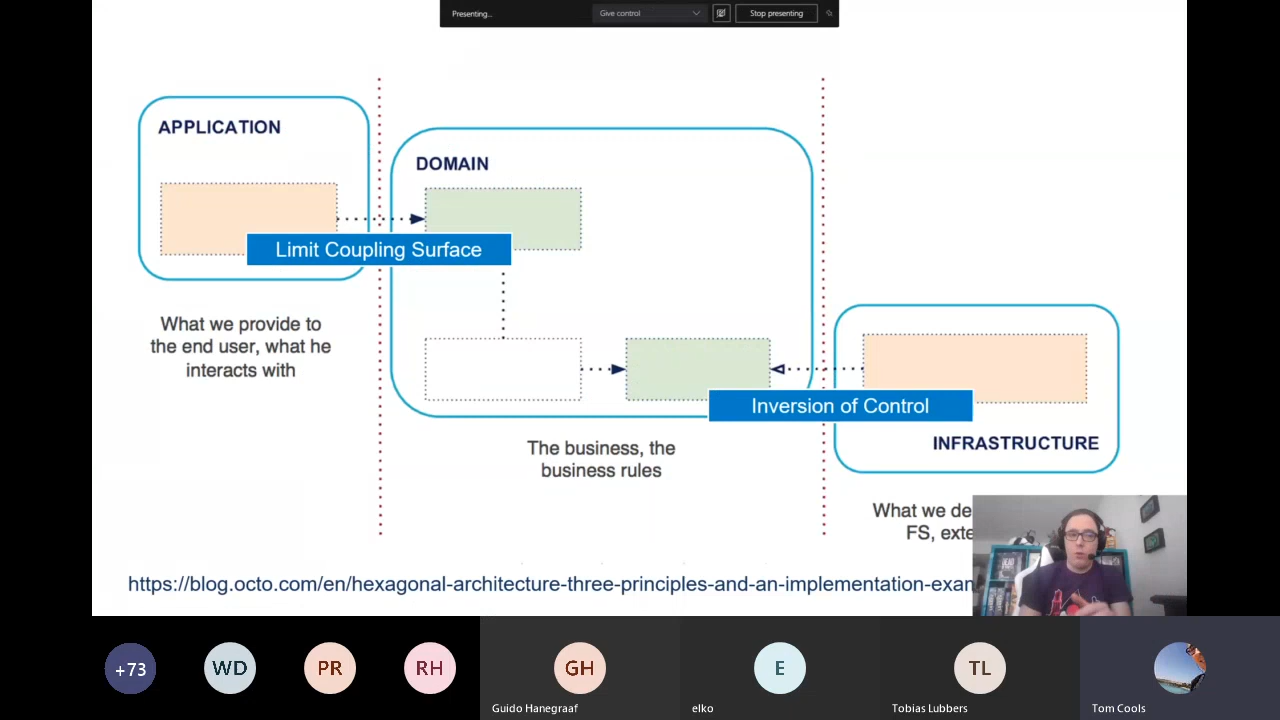 Presenting...
Give control
Stop presenting
APPLICATION
DOMAIN
Limit Coupling Surface
What we provide to
the end user, what he
interacts with
Inversion of Control
INFRASTRUCTURE
The business, the
business rules
What we
FS,
https://blog.octo.com/en/hexagonal-architecture-three-principles-and-an-implementation-exam
+73
WD
PR
RH
GH
E
TL
Guido Hanegraaf
elko
Tobias Lubbers
Tom Cools